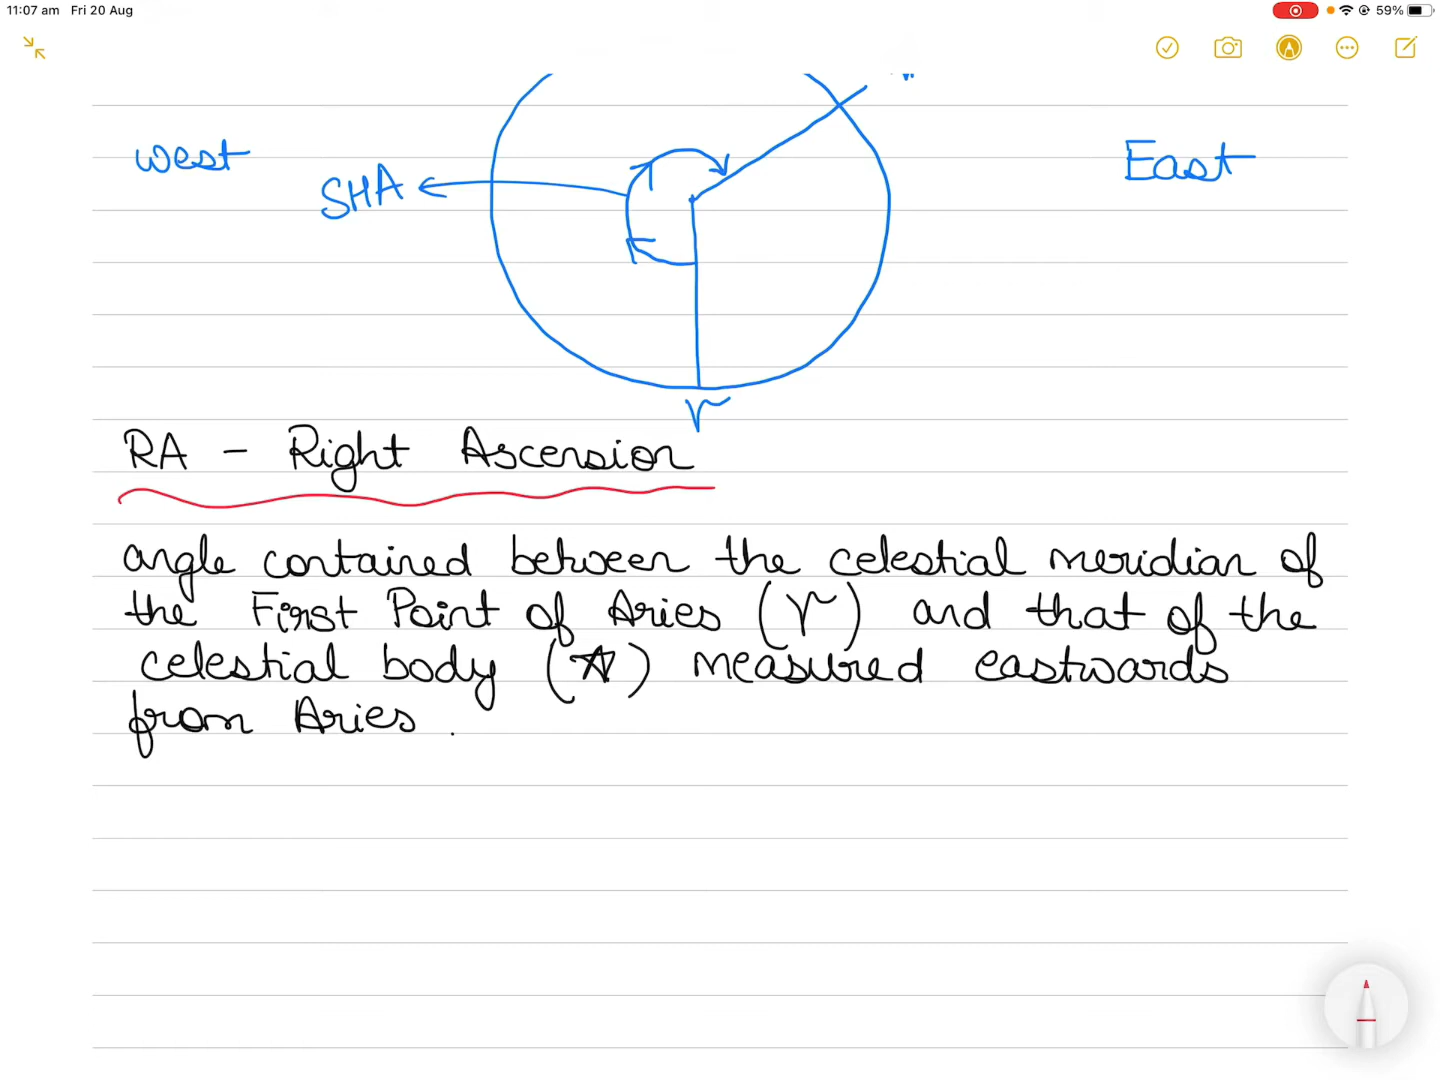 11:07 am Fri 20 Aug
59%
west
East
SHA
♈
RA - Right Ascension
angle contained between the celestial meridian of
the First Point of Aries (♈) and that of the
celestial body (☆) measured eastwards
from Aries .